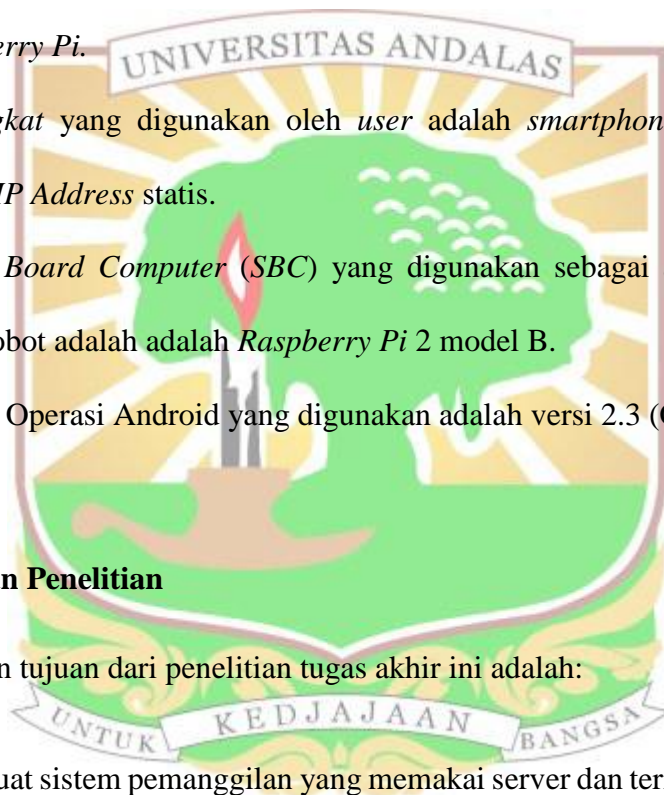 erry Pi.
UNIVERSITAS ANDALAS
gkat yang digunakan oleh user adalah smartphon
IP Address statis.
Board Computer (SBC) yang digunakan sebagai
obot adalah adalah Raspberry Pi 2 model B.
Operasi Android yang digunakan adalah versi 2.3 (
n Penelitian
n tujuan dari penelitian tugas akhir ini adalah:
UNTUK KEDJAJAAN BANGSA
uat sistem pemanggilan yang memakai server dan ter